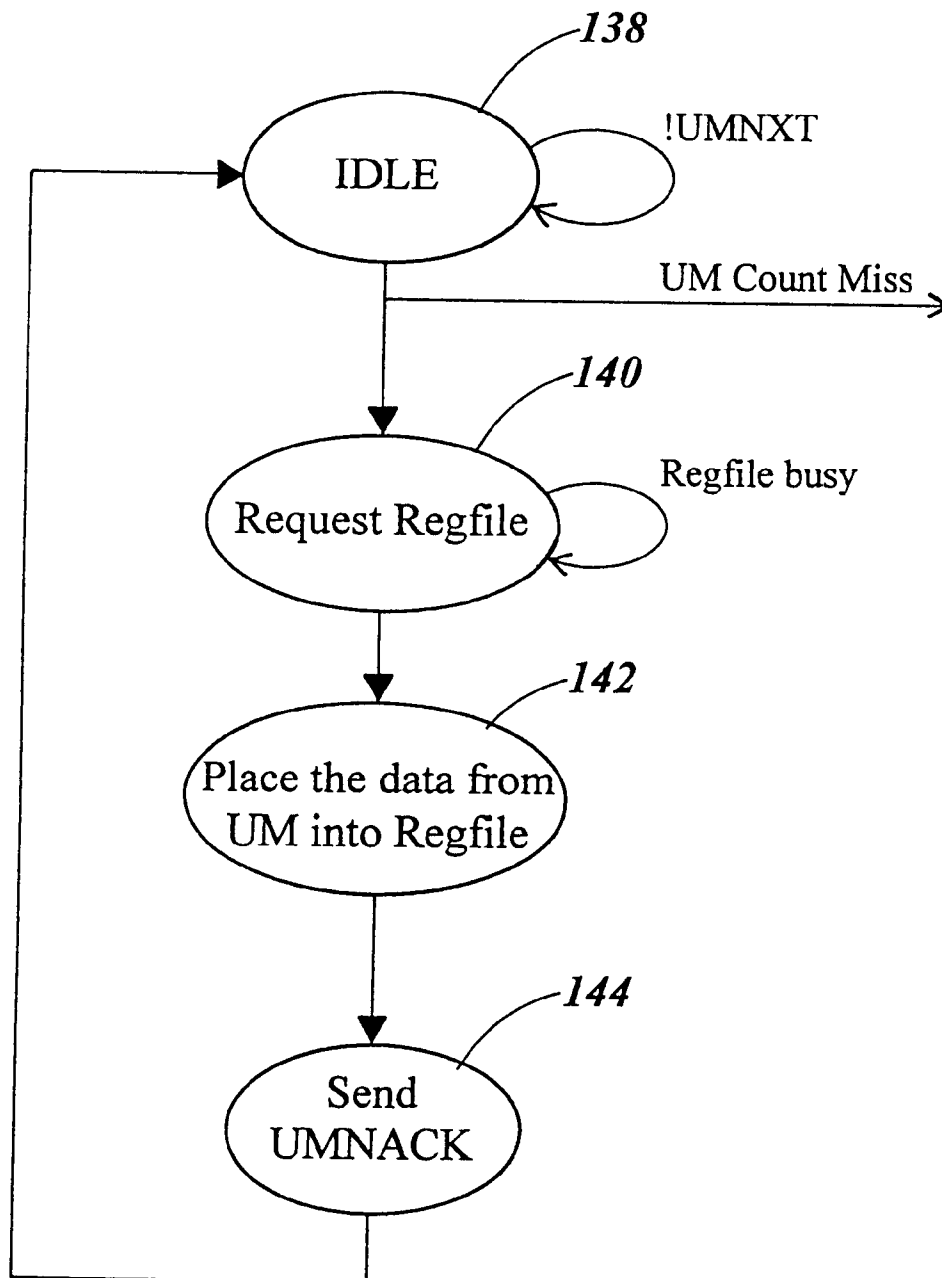 138
!UMNXT
IDLE
UM Count Miss
140
Regfile busy
Request Regfile
142
Place the data from
UM into Regfile
144
Send
UMNACK